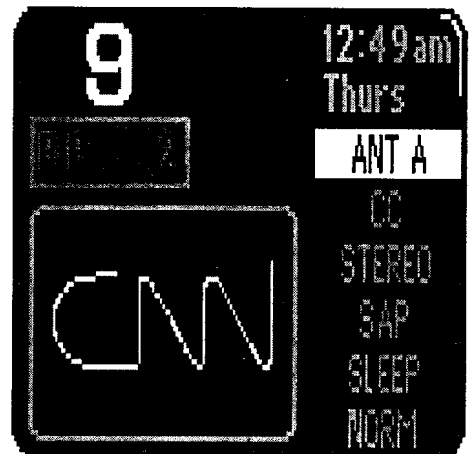 9
12:49am
Thurs
ANT A
CC
STEREO
SAP
SLEEP
NORM
CNN